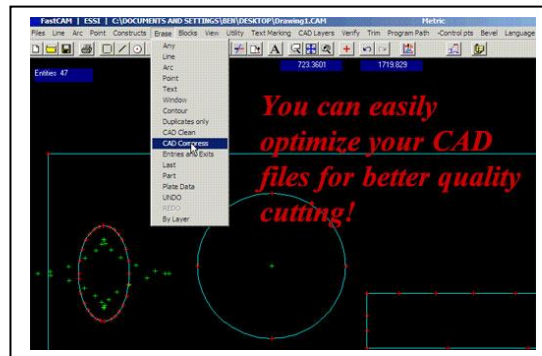 FastCAM | ESSI | C:\DOCUMENTS AND SETTINGS\BEN\DESKTOP\Drawing1.CAM Metric
Files Line Arc Point Constructs Erase Blocks View Utility Text Marking CAD Layers Verify Trim Program Path -Control pts Bevel Language
Entities 47
723.3601 1719.829
Any
Line
Arc
Point
Text
Window
Contour
Duplicates only
CAD Clean
CAD Compress
Entries and Exits
Last
Part
Plate Data
UNDO
REDO
By Layer
You can easily
optimize your CAD
files for better quality
cutting!